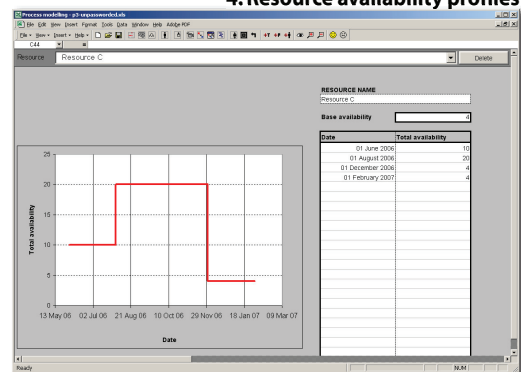 4. Resource availability profiles
Process modelling - p3-unpassworded.xls
File Edit View Insert Format Tools Data Window Help Adobe PDF
File View Insert Help
C44 =
Resource Resource C Delete
RESOURCE NAME
Resource C
Base availability 4
Date Total availability
01 June 2006 10
01 August 2006 20
01 December 2006 4
01 February 2007 4
25
20
15
10
5
0
Total availability
13 May 06 02 Jul 06 21 Aug 06 10 Oct 06 29 Nov 06 18 Jan 07 09 Mar 07
Date
Ready NUM